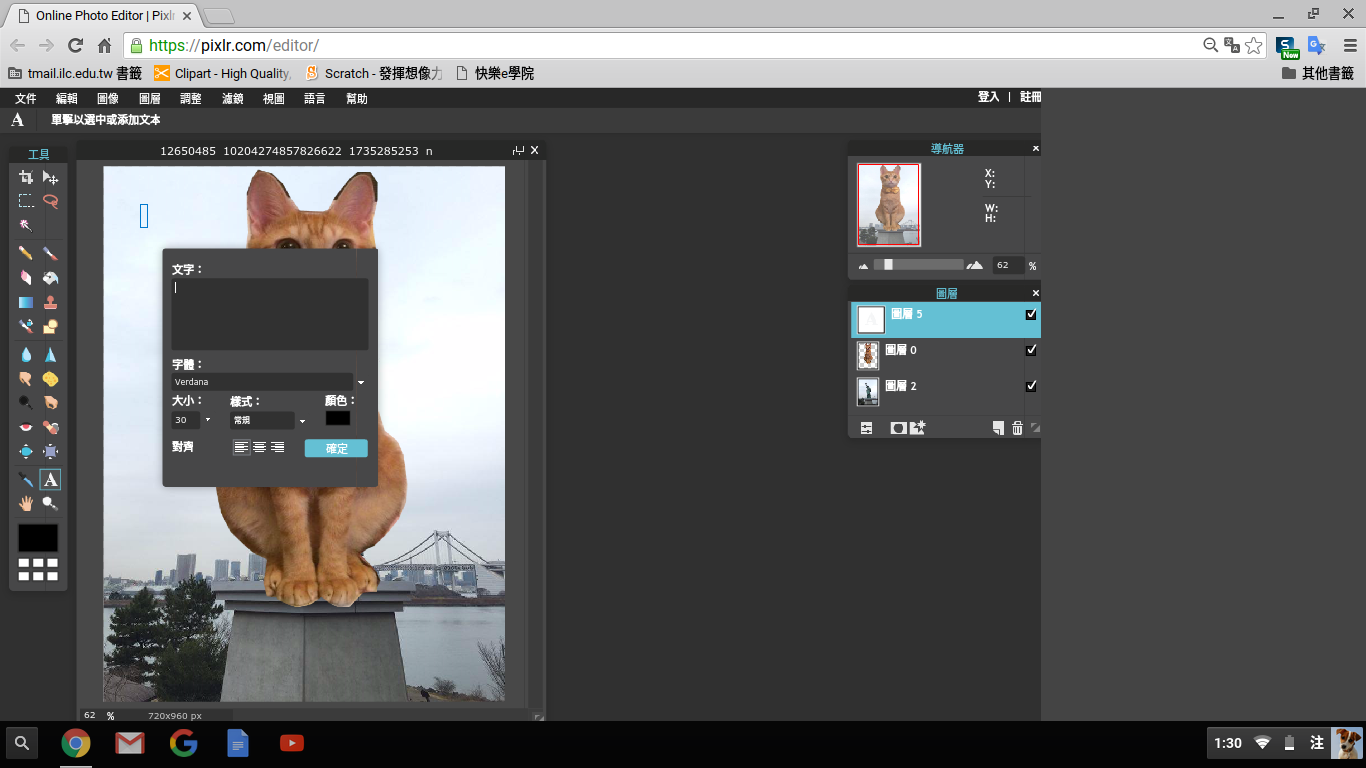 Online Photo Editor | Pixlr
https://pixlr.com/editor/
tmail.ilc.edu.tw 書籤
Clipart - High Quality,
Scratch - 發揮想像力
快樂e學院
其他書籤
New
文件 編輯 圖像 圖層 調整 濾鏡 視圖 語言 幫助
登入 | 註冊
A 單擊以選中或添加文本
工具
12650485 10204274857826622 1735285253 n
導航器
X:
Y:
W:
H:
62 %
圖層
圖層 5
圖層 0
圖層 2
文字：
字體：
Verdana
大小：
樣式：
顏色：
30
常規
對齊
確定
A
62 %
720x960 px
1:30
注